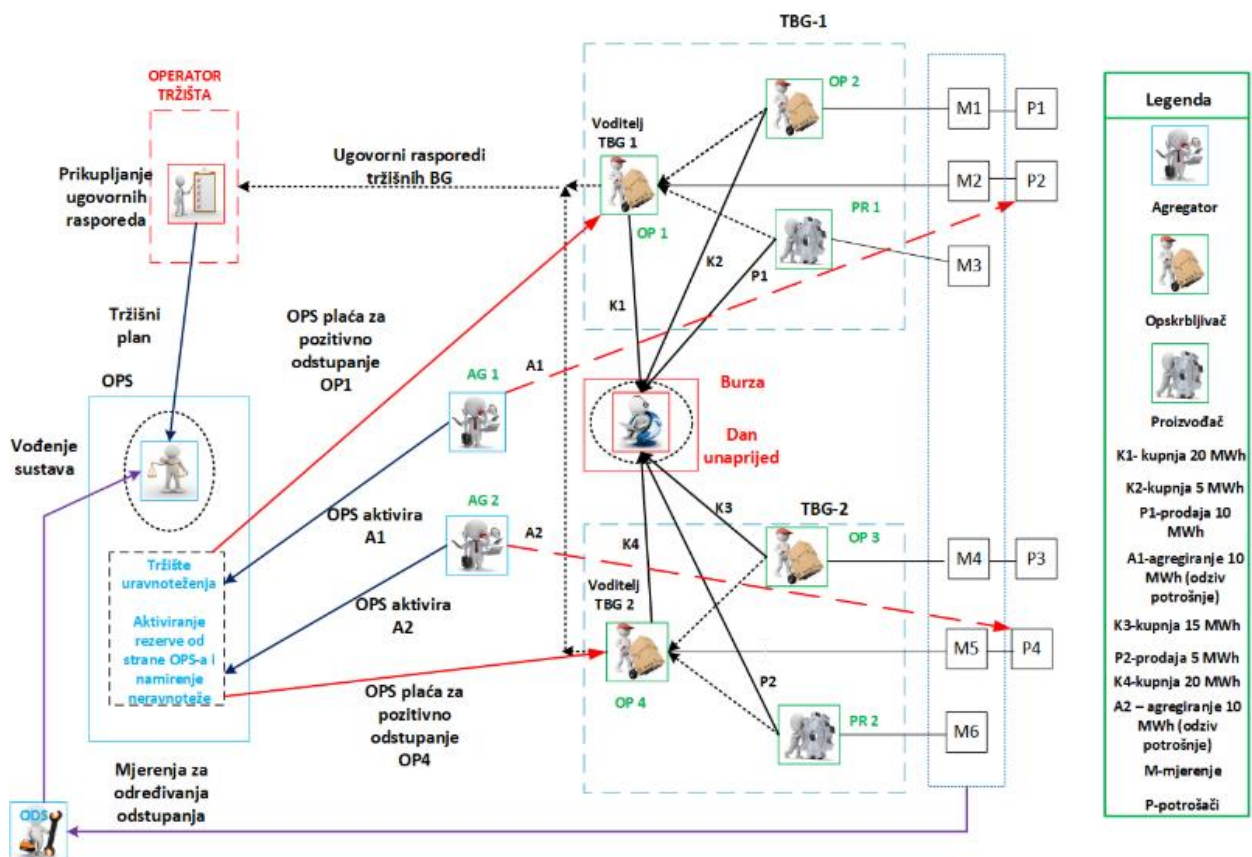 TBG-1
OPERATOR
TRŽIŠTA
Prikupljanje
ugovornih
rasporeda
Ugovorni rasporedi
tržišnih BG
Voditelj
TBG 1
OP 2
OP 1
PR 1
M1
P1
M2
P2
M3
K2
P1
K1
Tržišni
plan
OPS plaća za
pozitivno
odstupanje
OP1
A1
AG 1
Burza
Dan
unaprijed
OPS
Vođenje
sustava
OPS aktivira
A1
AG 2
A2
OPS aktivira
A2
Tržište
uravnoteženja
Aktiviranje
rezerve od
strane OPS-a i
namirenje
neravnoteže
K3
TBG-2
K4
OP 3
M4
P3
Voditelj
TBG 2
M5
P4
OP 4
P2
PR 2
M6
OPS plaća za
pozitivno
odstupanje
OP4
Mjerenja za
određivanja
odstupanja
ODS
Legenda
Agregator
Opskrbljivač
Proizvođač
K1- kupnja 20 MWh
K2-kupnja 5 MWh
P1-prodaja 10
MWh
A1-agregiranje 10
MWh (odziv
potrošnje)
K3-kupnja 15 MWh
P2-prodaja 5 MWh
K4-kupnja 20 MWh
A2 – agregiranje 10
MWh (odziv
potrošnje)
M-mjerenje
P-potrošači